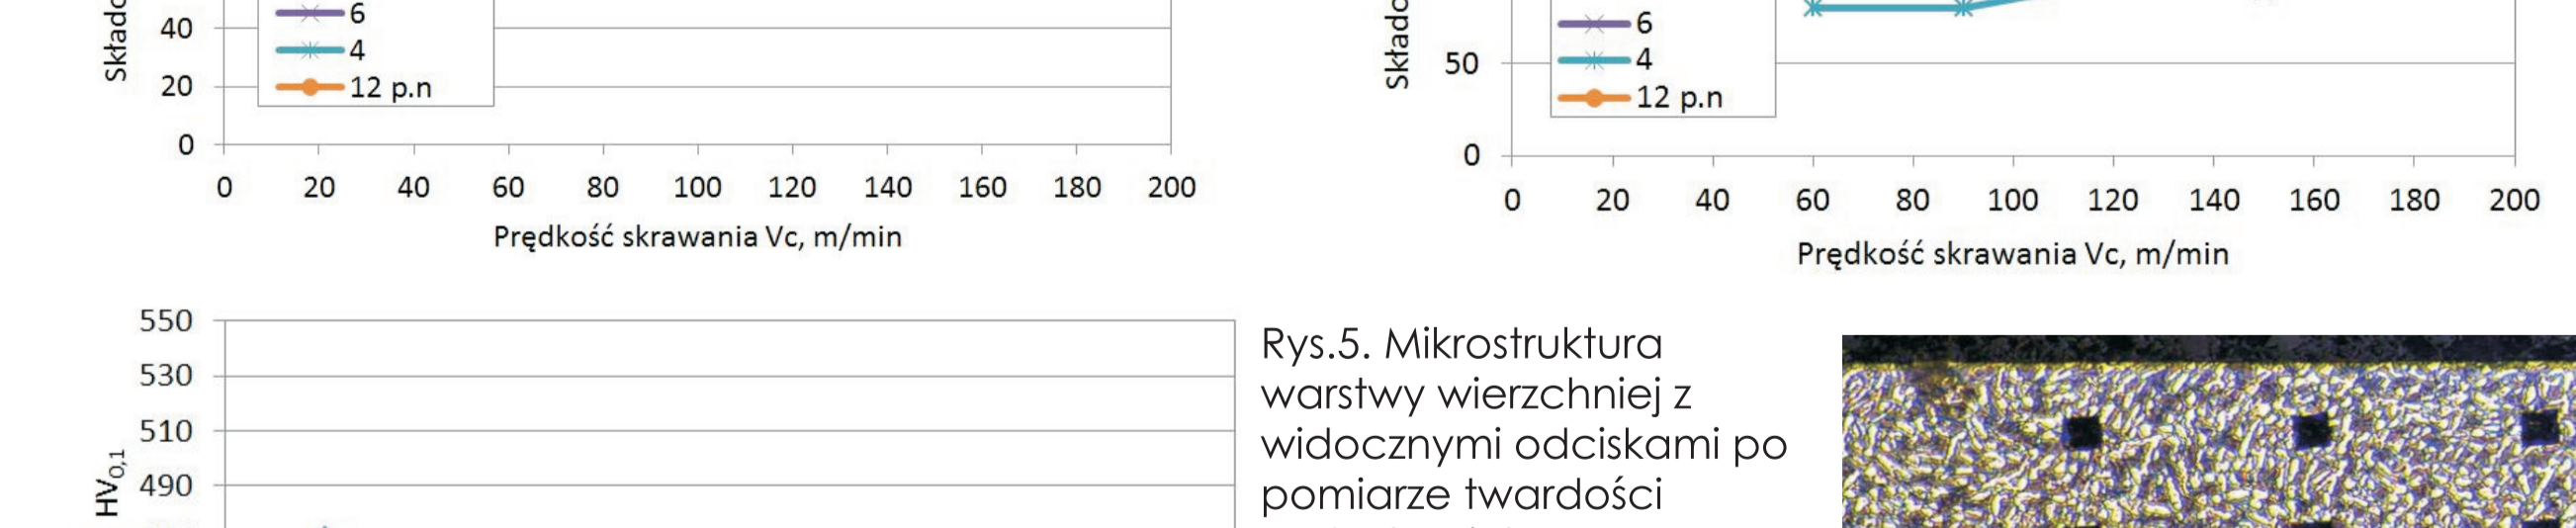 40
20
0
6
4
12 p.n
0 20 40 60 80 100 120 140 160 180 200
Prędkość skrawania Vc, m/min
50
0
6
4
12 p.n
0 20 40 60 80 100 120 140 160 180 200
Prędkość skrawania Vc, m/min
550
530
510
490
HV0,1
Rys.5. Mikrostruktura
warstwy wierzchniej z
widocznymi odciskami po
pomiarze twardości